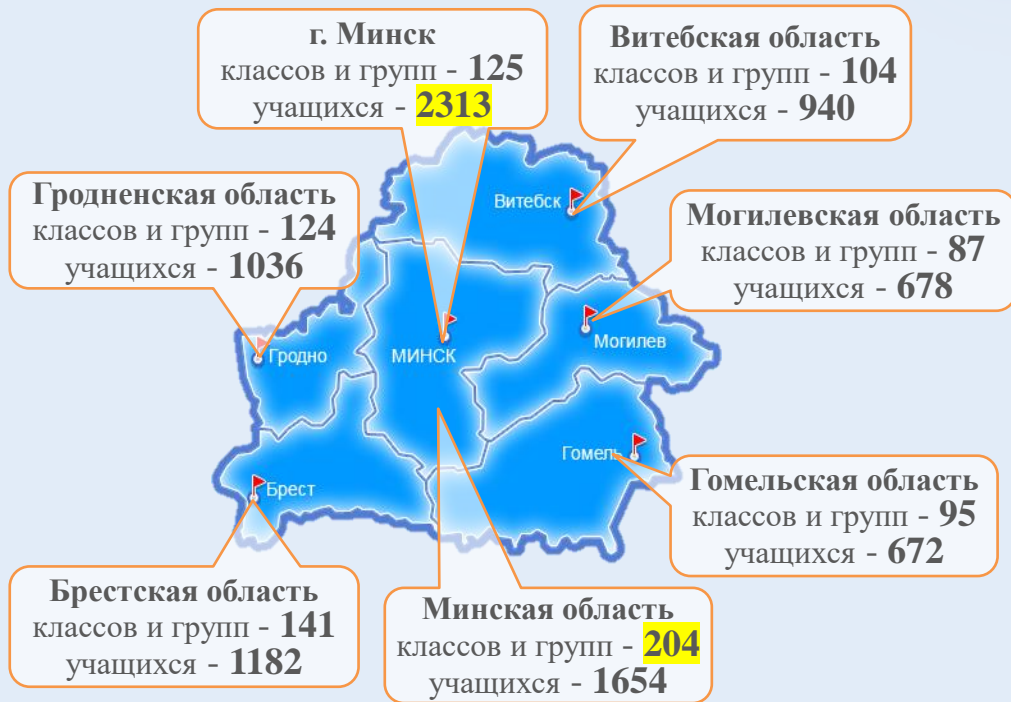 г. Минск
классов и групп - 125
учащихся - 2313
Витебская область
классов и групп - 104
учащихся - 940
Гродненская область
классов и групп - 124
учащихся - 1036
Могилевская область
классов и групп - 87
учащихся - 678
Витебск
Гродно
МИНСК
Могилев
Гомель
Брест
Гомельская область
классов и групп - 95
учащихся - 672
Брестская область
классов и групп - 141
учащихся - 1182
Минская область
классов и групп - 204
учащихся - 1654